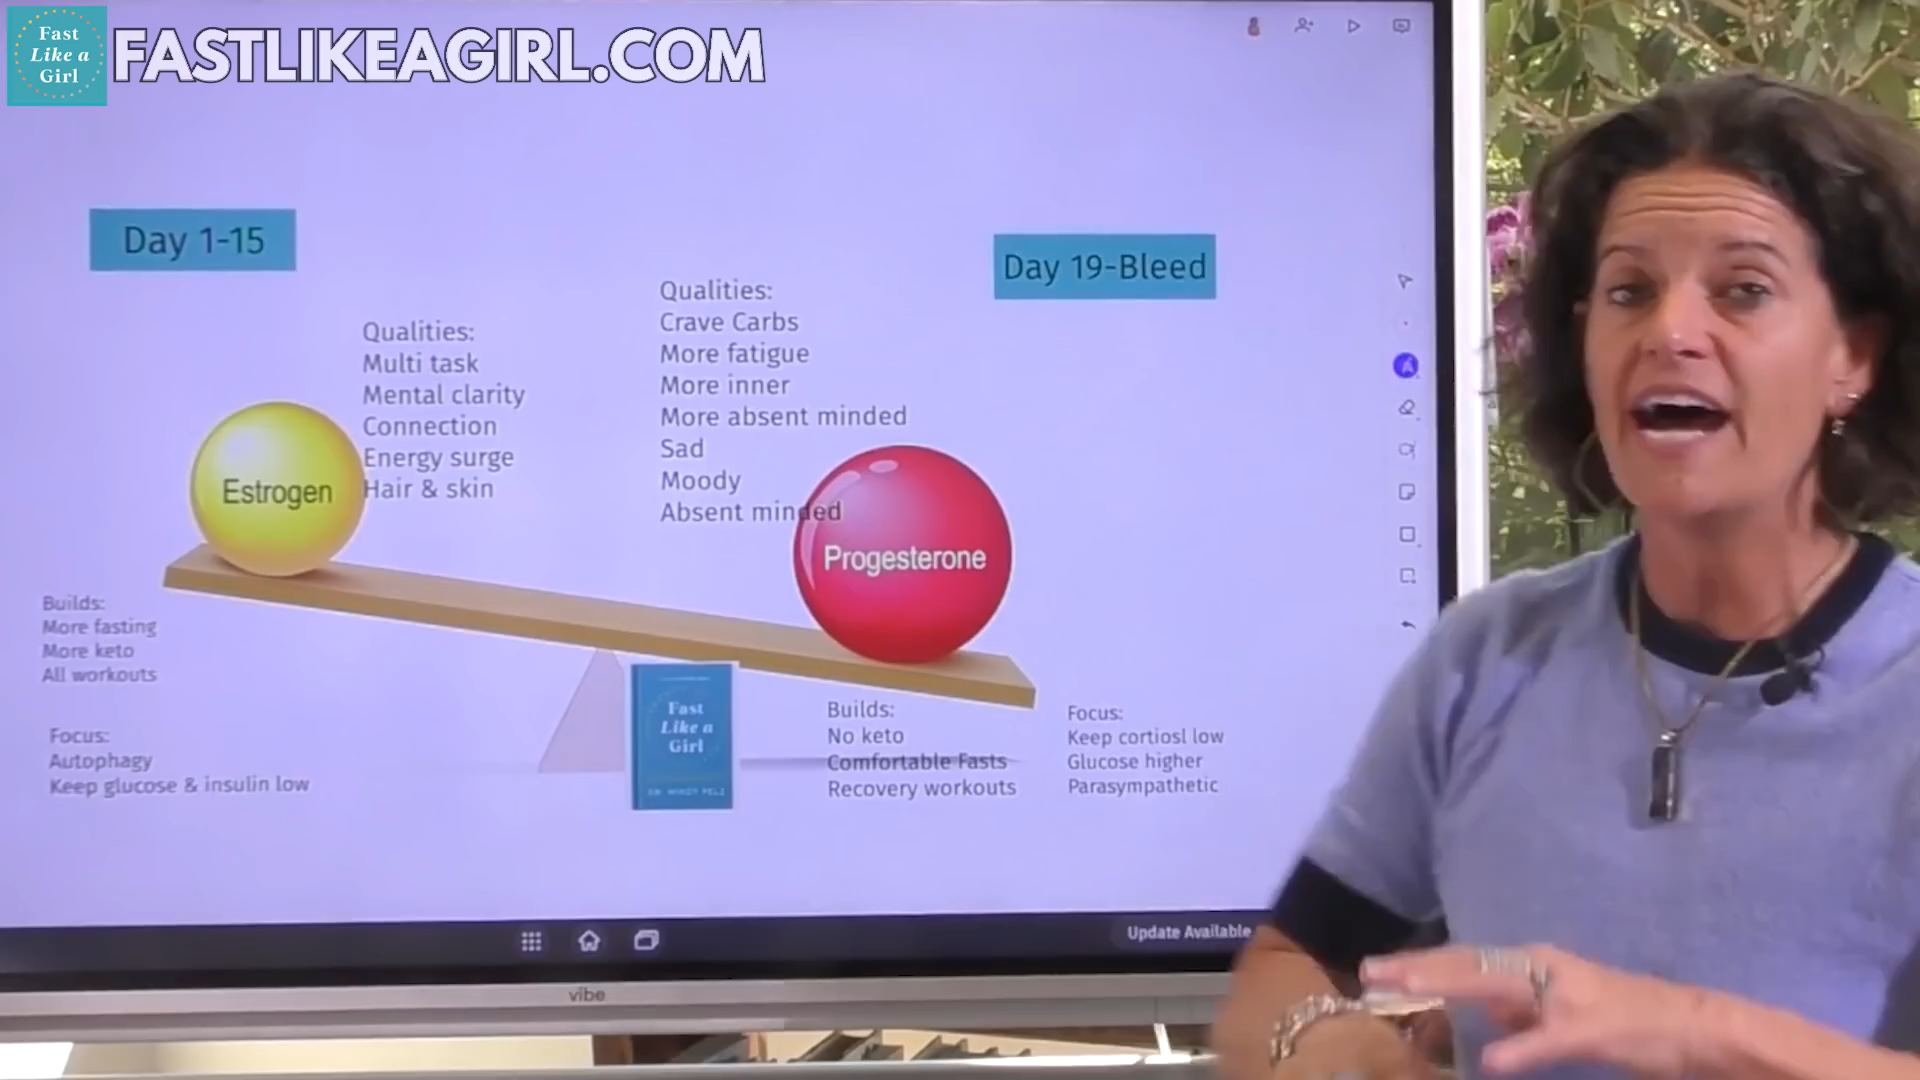 Fast
Like a
Girl
FASTLIKEAGIRL.COM
Day 1-15
Day 19-Bleed
Qualities:
Multi task
Mental clarity
Connection
Energy surge
Hair & skin
Qualities:
Crave Carbs
More fatigue
More inner
More absent minded
Sad
Moody
Absent minded
Estrogen
Progesterone
Builds:
More fasting
More keto
All workouts
Focus:
Autophagy
Keep glucose & insulin low
Fast
Like a
Girl
DR. MINDY PELZ
Builds:
No keto
Comfortable Fasts
Recovery workouts
Focus:
Keep cortiosl low
Glucose higher
Parasympathetic
Update Available
vibe